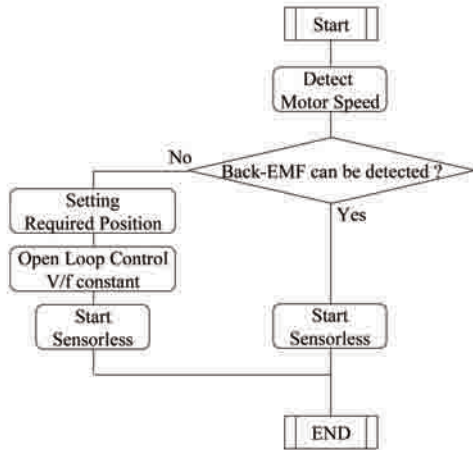 Start
Detect
Motor Speed
Back-EMF can be detected ?
No
Yes
Setting
Required Position
Open Loop Control
V/f constant
Start
Sensorless
Start
Sensorless
END